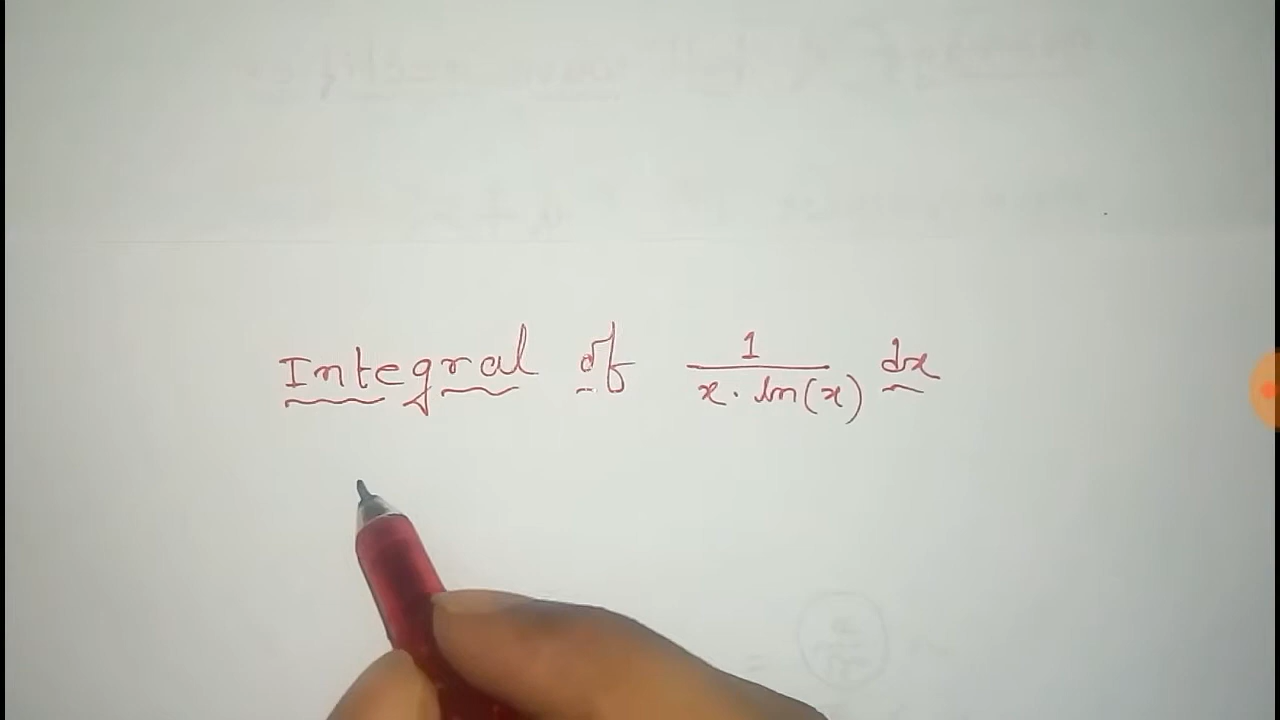 Integral of 1/(x · ln(x)) dx